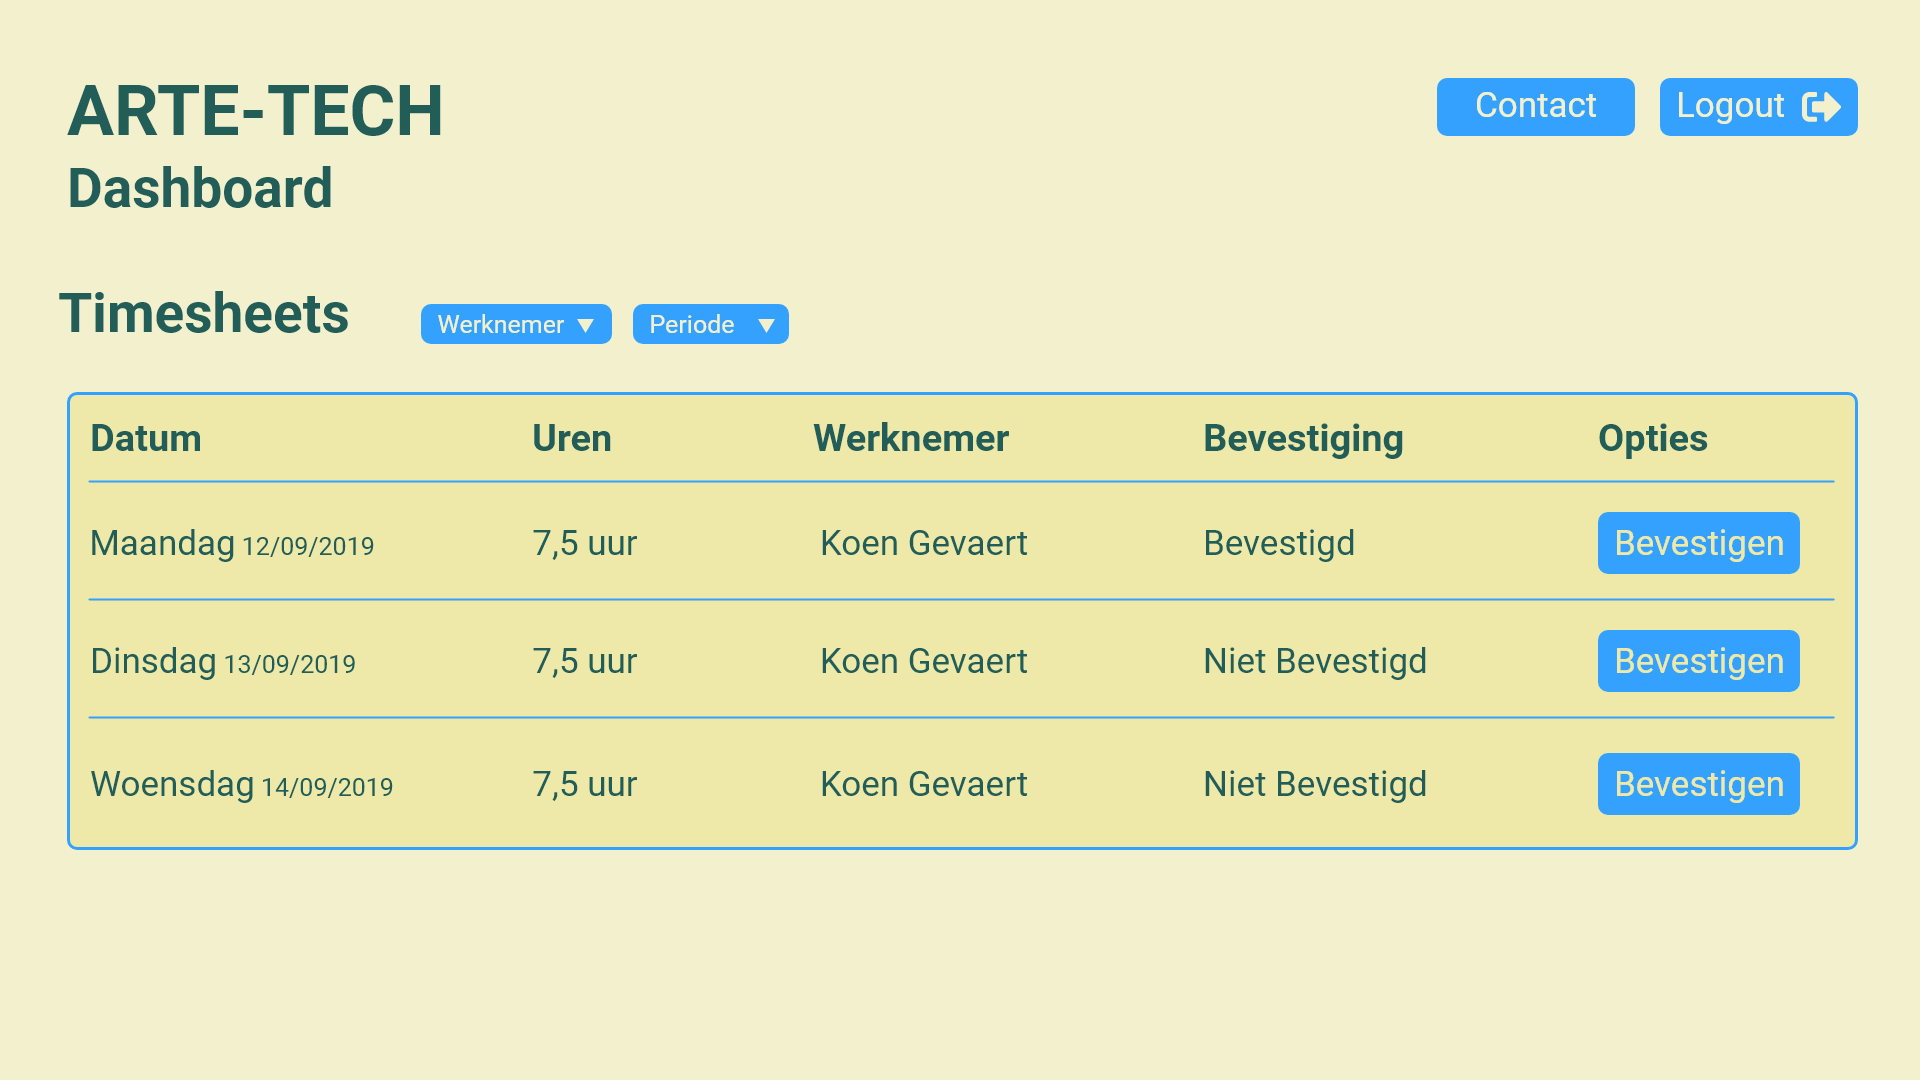 ARTE-TECH
Contact
Logout
Dashboard
Timesheets
Werknemer
Periode
Datum Uren Werknemer Bevestiging Opties
Maandag 12/09/2019 7,5 uur Koen Gevaert Bevestigd Bevestigen
Dinsdag 13/09/2019 7,5 uur Koen Gevaert Niet Bevestigd Bevestigen
Woensdag 14/09/2019 7,5 uur Koen Gevaert Niet Bevestigd Bevestigen